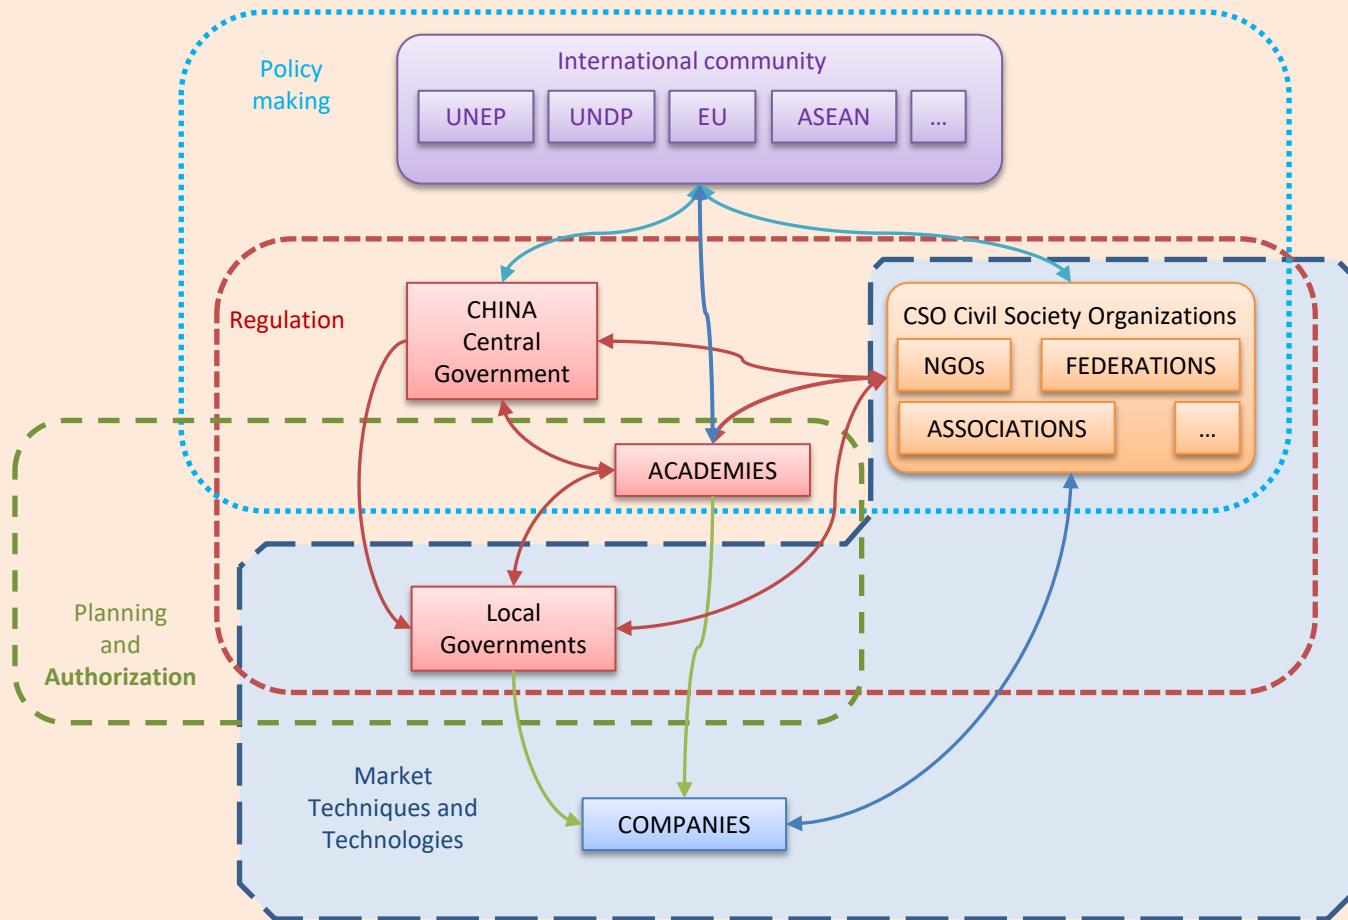 Policy
making
International community
UNEP
UNDP
EU
ASEAN
...
Regulation
CHINA
Central
Government
CSO Civil Society Organizations
NGOs
FEDERATIONS
ASSOCIATIONS
...
ACADEMIES
Planning
and
Authorization
Local
Governments
Market
Techniques and
Technologies
COMPANIES